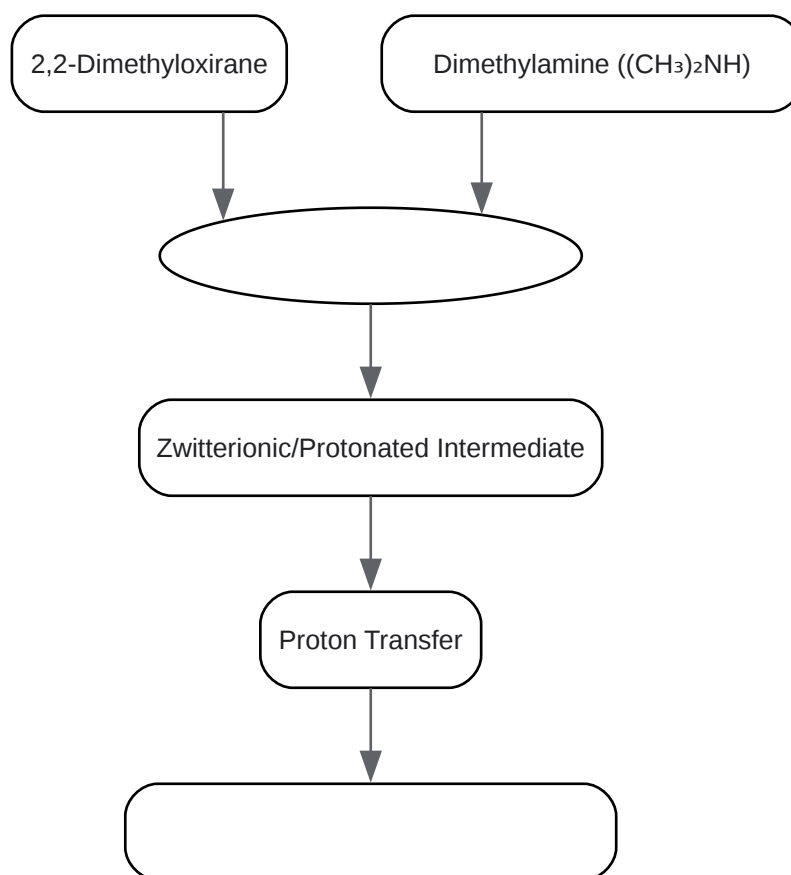 2,2-Dimethyloxirane
Dimethylamine ((CH₃)₂NH)
Zwitterionic/Protonated Intermediate
Proton Transfer